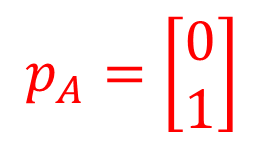 p_A = [0
1]